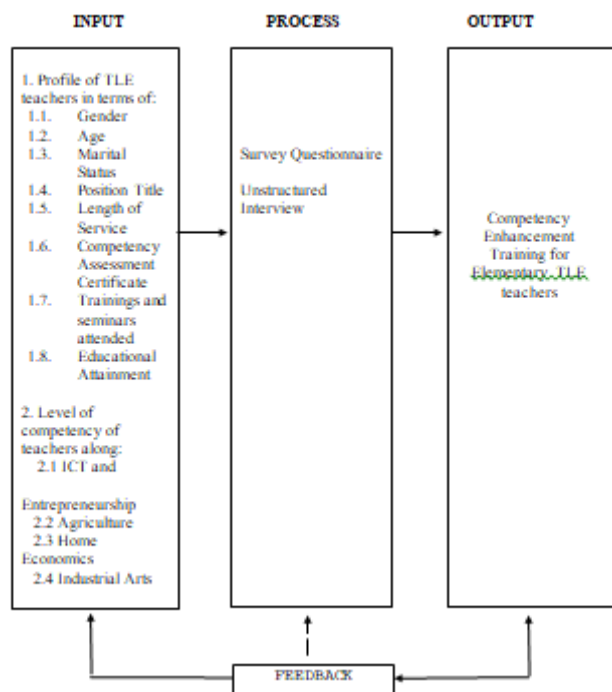 INPUT
PROCESS
OUTPUT
1. Profile of TLE
teachers in terms of:
1.1. Gender
1.2. Age
1.3. Marital
Status
1.4. Position Title
1.5. Length of
Service
1.6. Competency
Assessment
Certificate
1.7. Trainings and
seminars
attended
1.8. Educational
Attainment
2. Level of
competency of
teachers along:
2.1 ICT and
Entrepreneurship
2.2 Agriculture
2.3 Home
Economics
2.4 Industrial Arts
Survey Questionnaire
Unstructured
Interview
Competency
Enhancement
Training for
Elementary TLE
teachers
FEEDBACK